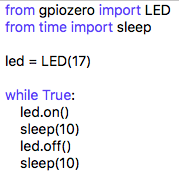 from gpiozero import LED
from time import sleep

led = LED(17)

while True:
    led.on()
    sleep(10)
    led.off()
    sleep(10)